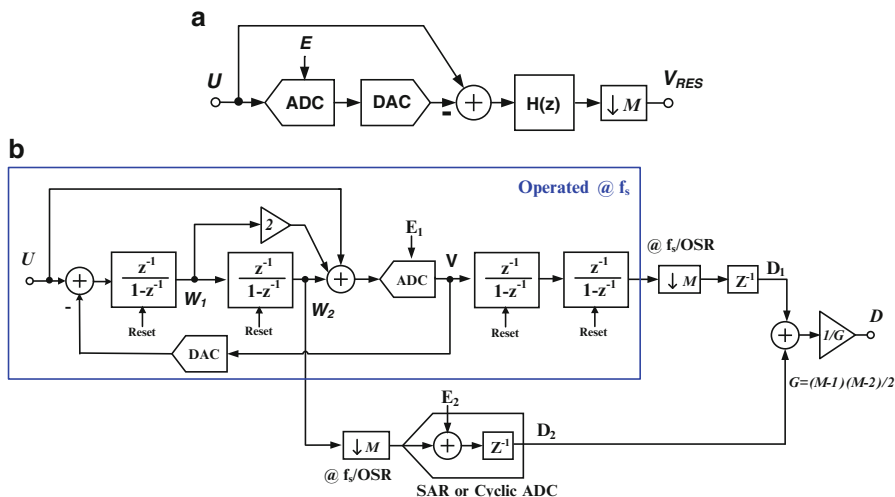 a
E
U
ADC
DAC
+
-
H(z)
↓ M
V_RES
b
Operated @ f_s
U
+
-
z^-1
1-z^-1
Reset
W_1
2
z^-1
1-z^-1
Reset
W_2
+
E_1
ADC
V
z^-1
1-z^-1
Reset
z^-1
1-z^-1
Reset
DAC
@ f_s/OSR
↓ M
Z^-1
D_1
+
1/G
D
G=(M-1)(M-2)/2
↓ M
@ f_s/OSR
E_2
+
Z^-1
D_2
SAR or Cyclic ADC